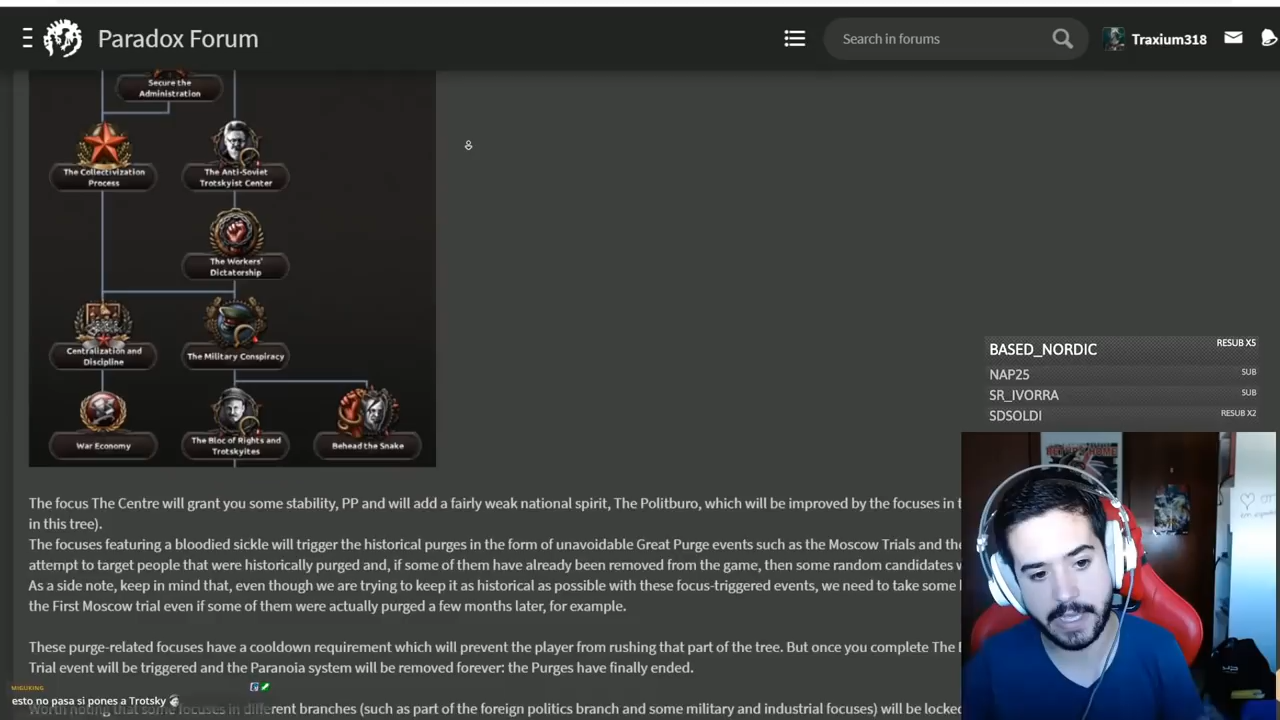 Paradox Forum
Search in forums
Traxium318
Secure the
Administration
The Collectivization
Process
The Anti-Soviet
Trotskyist Center
The Workers'
Dictatorship
Centralization and
Discipline
The Military Conspiracy
War Economy
The Bloc of Rights and
Trotskyites
Behead the Snake
BASED_NORDIC RESUB X5
NAP25 SUB
SR_IVORRA SUB
SDSOLDI RESUB X2
The focus The Centre will grant you some stability, PP and will add a fairly weak national spirit, The Politburo, which will be improved by the focuses in t
in this tree).
The focuses featuring a bloodied sickle will trigger the historical purges in the form of unavoidable Great Purge events such as the Moscow Trials and the
attempt to target people that were historically purged and, if some of them have already been removed from the game, then some random candidates w
As a side note, keep in mind that, even though we are trying to keep it as historical as possible with these focus-triggered events, we need to take some
the First Moscow trial even if some of them were actually purged a few months later, for example.
These purge-related focuses have a cooldown requirement which will prevent the player from rushing that part of the tree. But once you complete The
Trial event will be triggered and the Paranoia system will be removed forever: the Purges have finally ended.
MIGUKING
esto no pasa si pones a Trotsky
Worth noting that some focuses in different branches (such as part of the foreign politics branch and some military and industrial focuses) will be locked